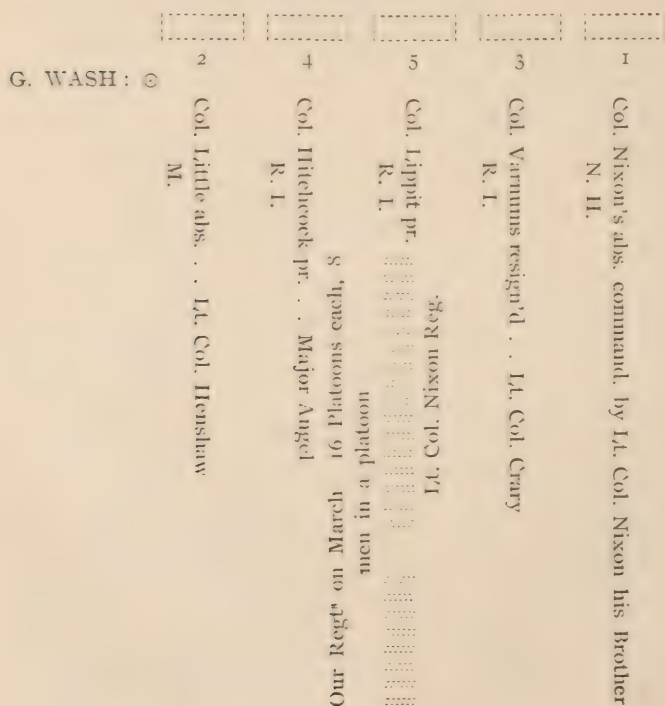 2 4 5 3 1
G. WASH: ⊙
Col. Little abs. . . Lt. Col. Henshaw
M.
Col. Hitchcock pr. . . Major Angel
R. I.
Col. Lippit pr.
R. I.
Col. Varnums resign'd . . Lt. Col. Crary
R. I.
Col. Nixon's abs. command. by Lt. Col. Nixon his Brother
N. H.
Lt. Col. Nixon Reg.
Our Regts on March 16 Platoons each, 8
men in a platoon